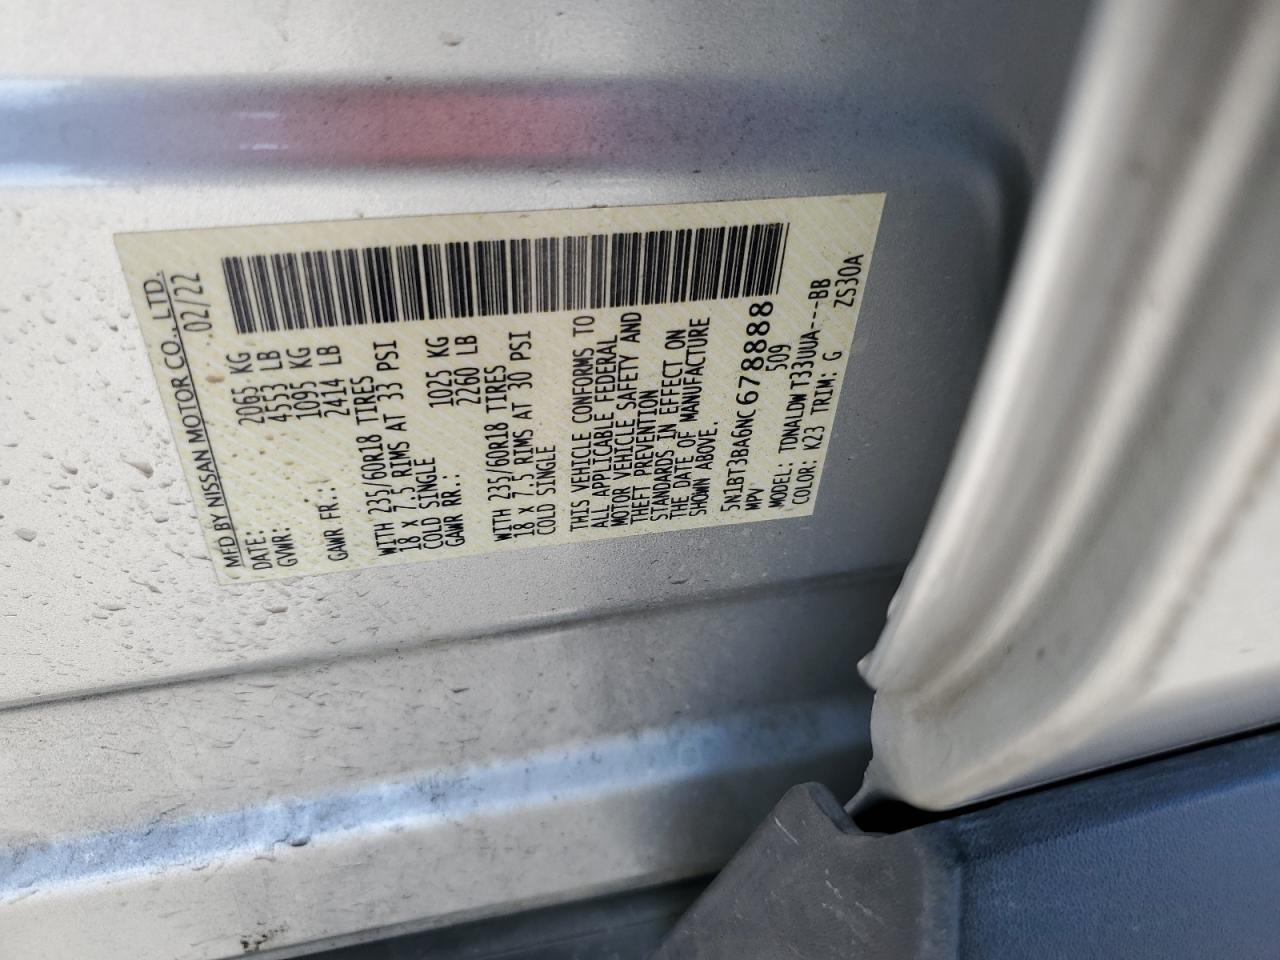 MFD BY NISSAN MOTOR CO., LTD.
DATE: 02/22
GVWR: 2065 KG
4553 LB
GAWR FR.: 1095 KG
2414 LB
WITH 235/60R18 TIRES
18 X 7.5 RIMS AT 33 PSI
COLD SINGLE
GAWR RR.: 1025 KG
2260 LB
WITH 235/60R18 TIRES
18 X 7.5 RIMS AT 30 PSI
COLD SINGLE
THIS VEHICLE CONFORMS TO
ALL APPLICABLE FEDERAL
MOTOR VEHICLE SAFETY AND
THEFT PREVENTION
STANDARDS IN EFFECT ON
THE DATE OF MANUFACTURE
SHOWN ABOVE.
5N1BT3BA6NC678888
MPV 509
MODEL: TDNALDW T33UUA----BB
COLOR: K23 TRIM: G ZS30A